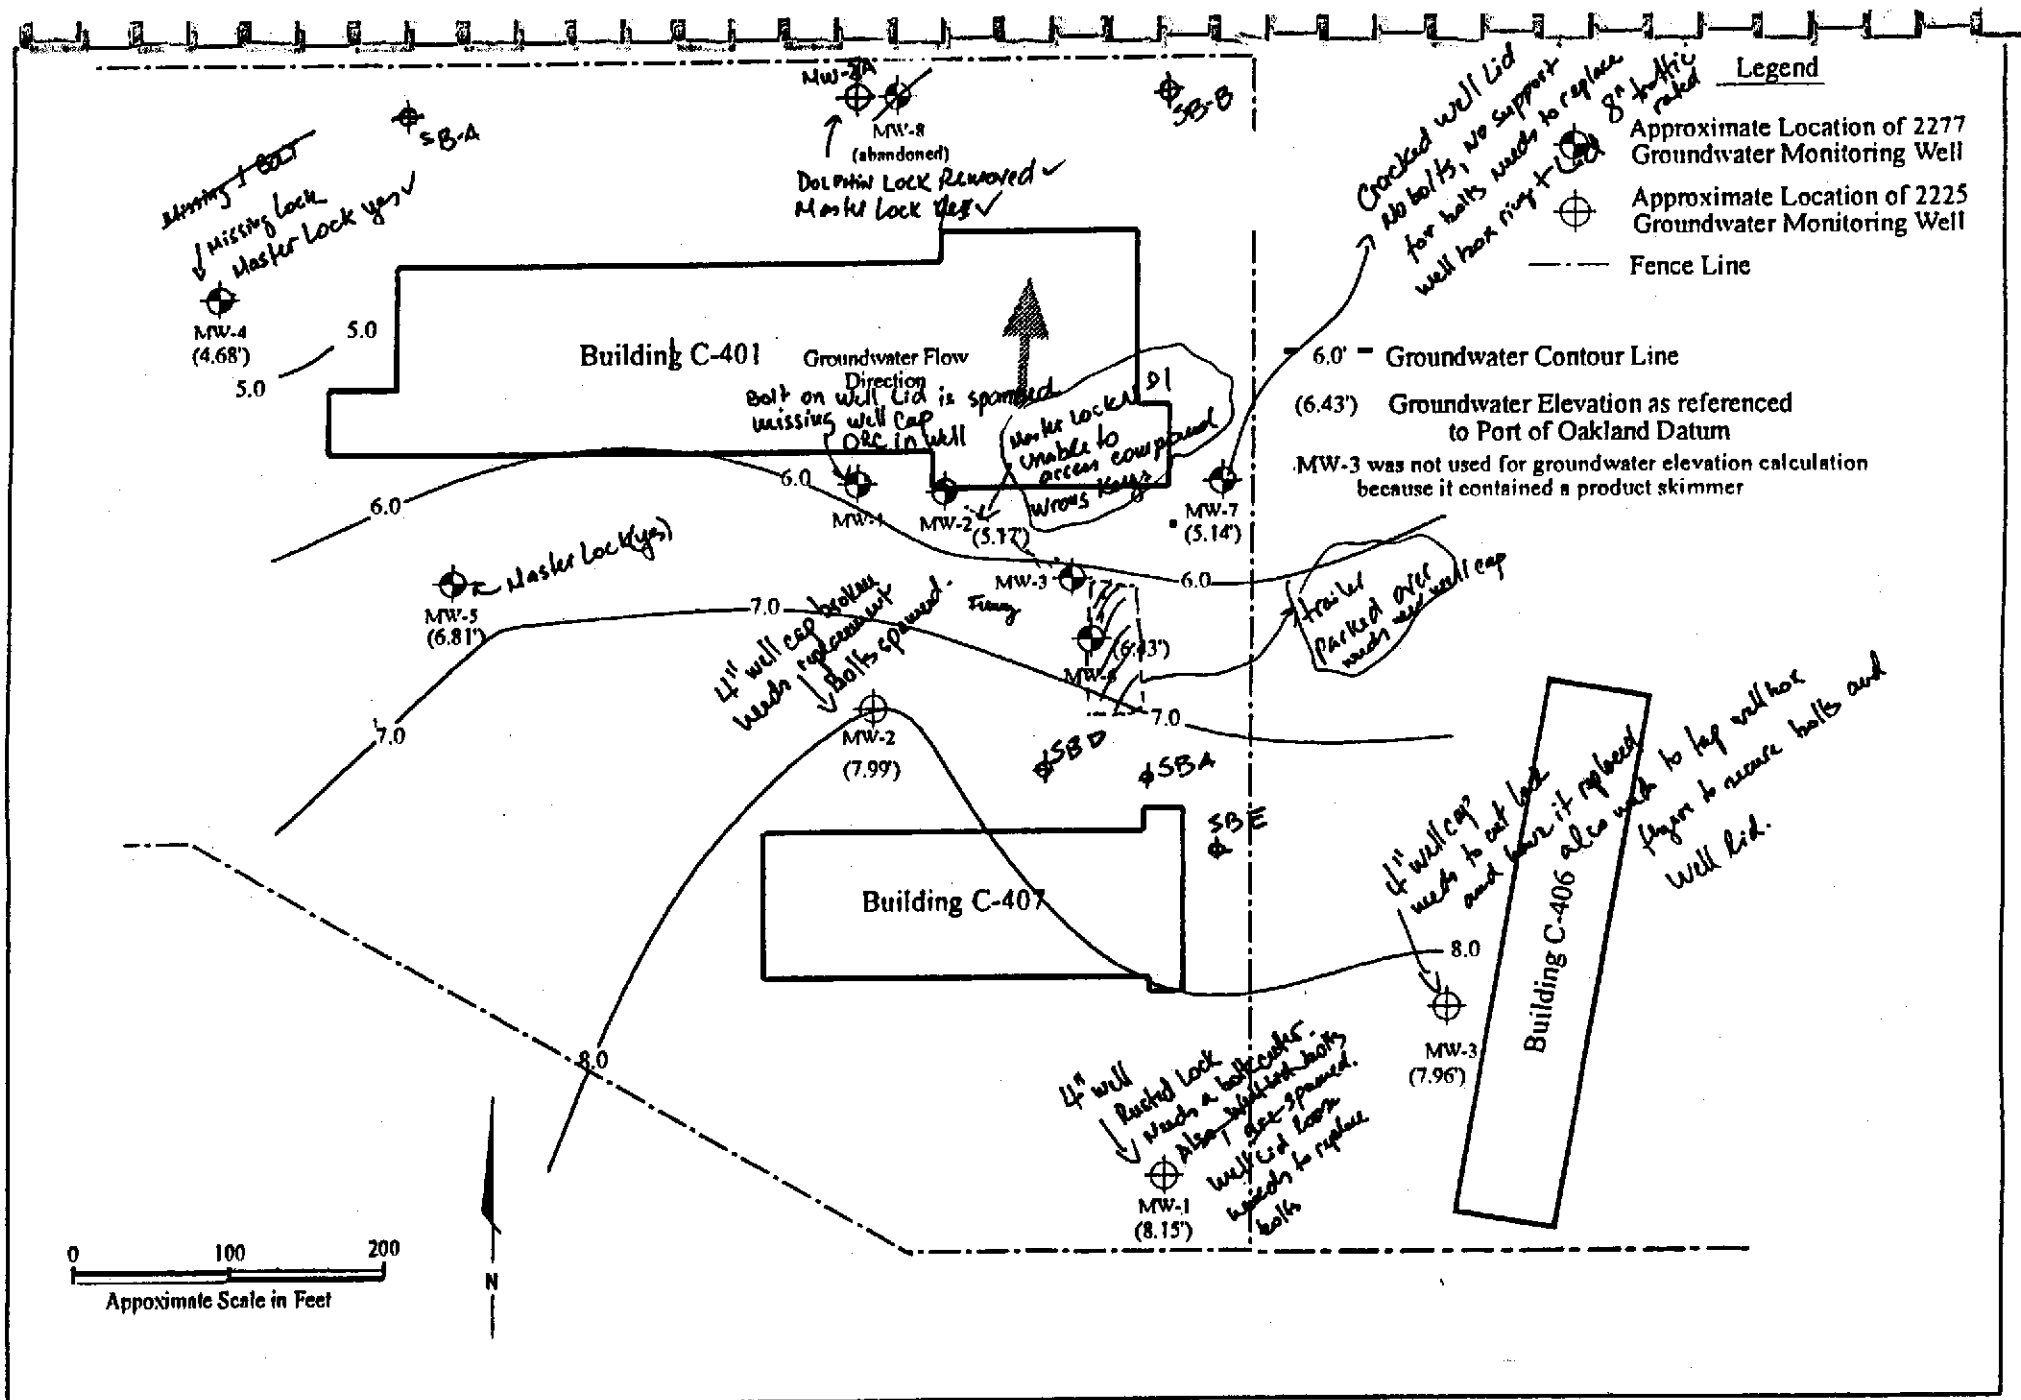 Legend
Approximate Location of 2277
Groundwater Monitoring Well
Approximate Location of 2225
Groundwater Monitoring Well
Fence Line
6.0' Groundwater Contour Line
(6.43') Groundwater Elevation as referenced
to Port of Oakland Datum
MW-3 was not used for groundwater elevation calculation
because it contained a product skimmer
Cracked well Lid
No bolts, No support
for bolts needs to replace
well box ring + Lid 8" traffic
rated
SB-A
SB-B
MW-8
(abandoned)
Dolphin Lock Removed ✓
Master Lock yes ✓
Missing 1 Bolt
Missing Lock
Master Lock yes ✓
MW-4
(4.68')
5.0
5.0
Building C-401
Groundwater Flow
Direction
Bolt on well Lid is spanned
missing well cap
ORC in well
Master Lock
unable to
access compound
wrong keys
6.0
6.0
6.0
MW-1
MW-2
(5.17')
MW-7
(5.14')
Master Lock (yes)
MW-5
(6.81')
MW-3
MW-6
(6.43')
trailer
parked over
needs new well cap
7.0
7.0
7.0
4" well cap broken
needs replacement
Bolts spanned.
MW-2
(7.99')
SB D
SB A
SB E
Building C-407
4" well cap
needs to cut lock
and have it replaced
also needs to tap well box
to secure bolts and
well lid.
Building C-406
8.0
8.0
MW-3
(7.96')
4" well
Rusted Lock
Needs a bolt cutter.
Also
are spanned.
well Lid loose
needs to replace
bolts
MW-1
(8.15')
0 100 200
Appoximate Scale in Feet
N